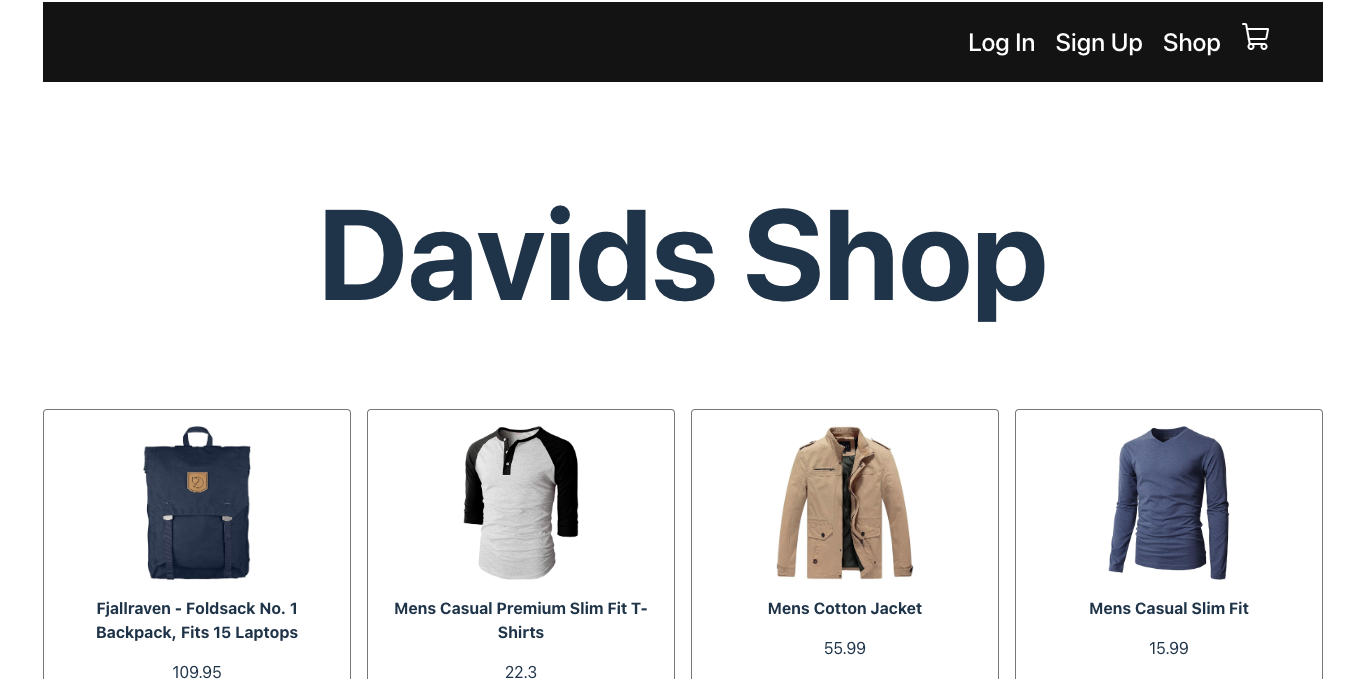 Log In Sign Up Shop
Davids Shop
Fjallraven - Foldsack No. 1
Backpack, Fits 15 Laptops
109.95
Mens Casual Premium Slim Fit T-
Shirts
22.3
Mens Cotton Jacket
55.99
Mens Casual Slim Fit
15.99